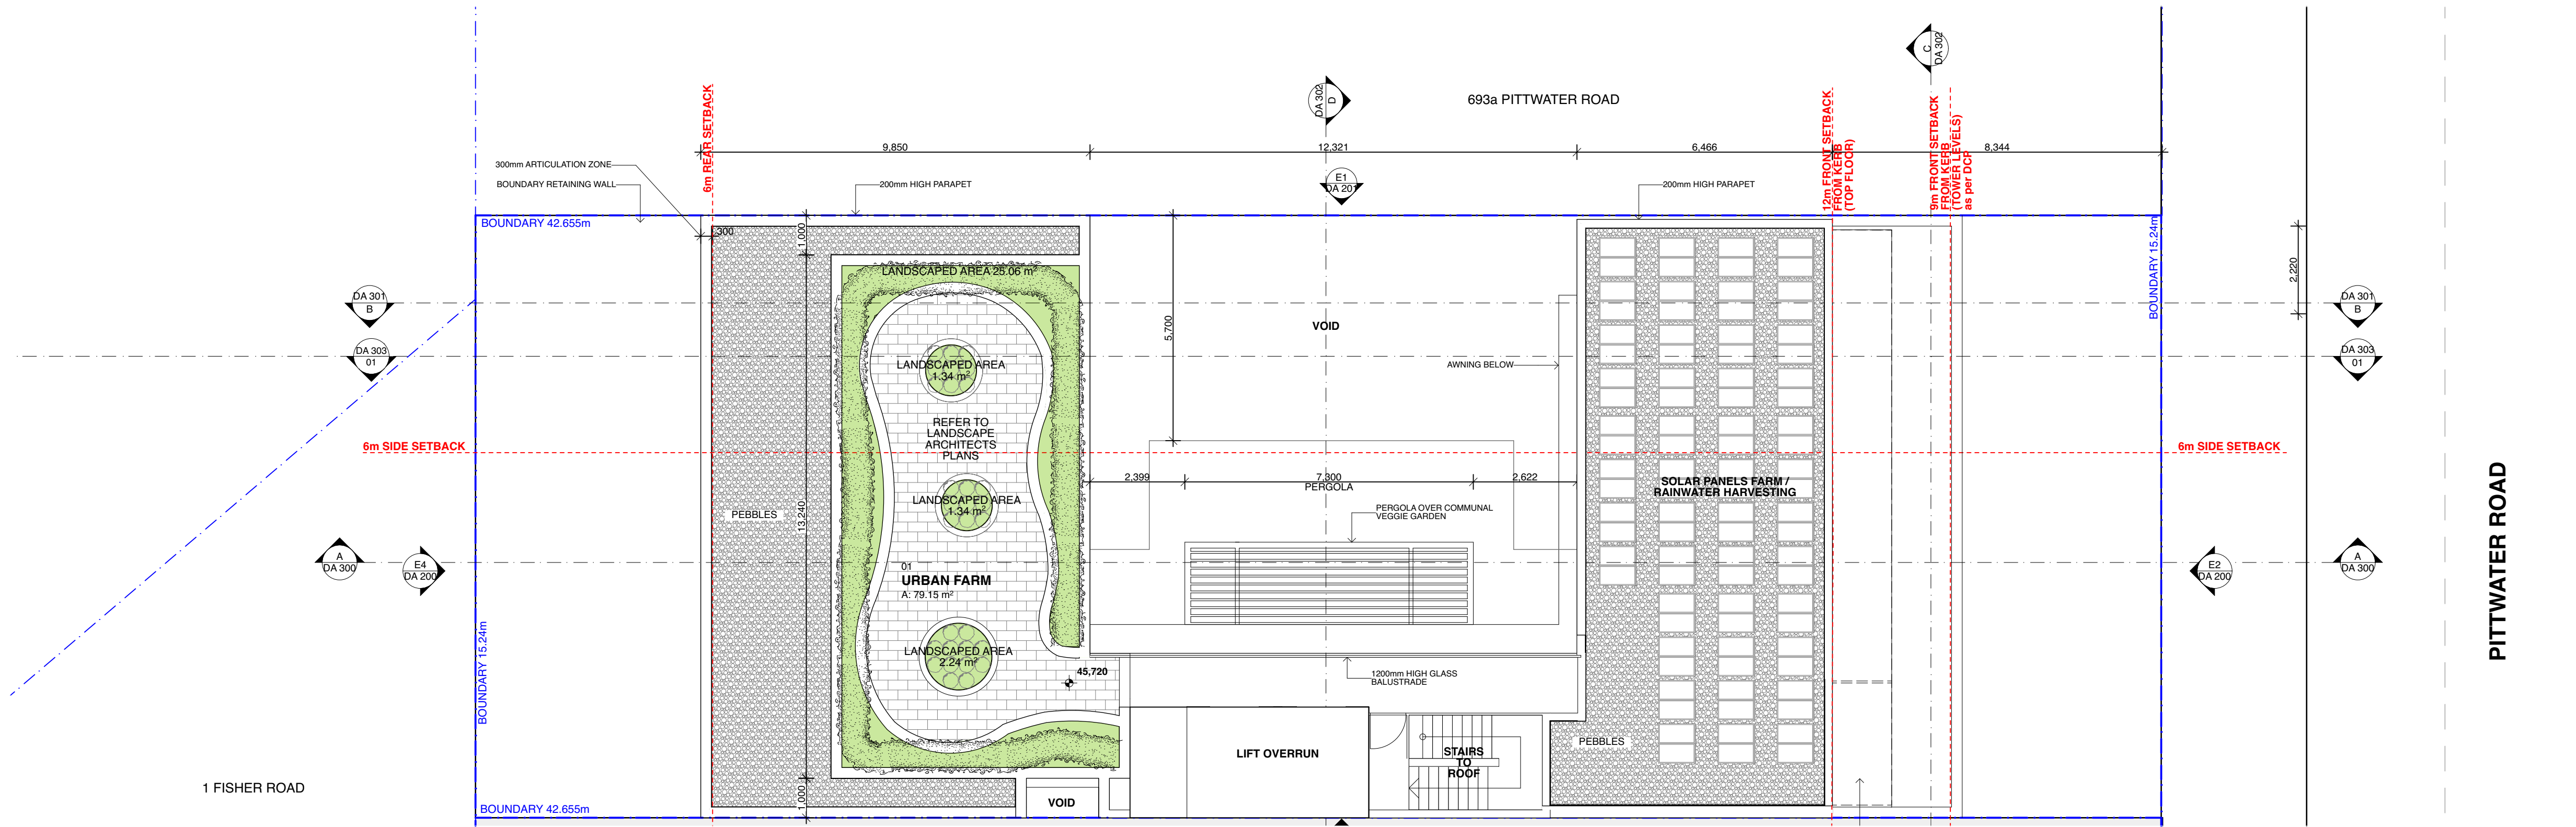 C
DA 302
DA 302
D
693a PITTWATER ROAD
6m REAR SETBACK
12m FRONT SETBACK
FROM KERB
(TOP FLOOR)
9m FRONT SETBACK
FROM KERB
(TOWER LEVELS)
as per DCP
9,850
12,321
6,466
8,344
300mm ARTICULATION ZONE
BOUNDARY RETAINING WALL
200mm HIGH PARAPET
E1
DA 201
200mm HIGH PARAPET
BOUNDARY 42.655m
300
1,000
BOUNDARY 15.24m
2,220
LANDSCAPED AREA 25.06 m²
DA 301
B
DA 301
B
VOID
5,700
DA 303
01
DA 303
01
LANDSCAPED AREA
1.34 m²
AWNING BELOW
REFER TO
LANDSCAPE
ARCHITECTS
PLANS
6m SIDE SETBACK
6m SIDE SETBACK
2,399
7,300
2,622
PERGOLA
SOLAR PANELS FARM /
RAINWATER HARVESTING
LANDSCAPED AREA
1.34 m²
PEBBLES
13,240
PERGOLA OVER COMMUNAL
VEGGIE GARDEN
PITTWATER ROAD
A
DA 300
E4
DA 200
01
URBAN FARM
A: 79.15 m²
E2
DA 200
A
DA 300
BOUNDARY 15.24m
LANDSCAPED AREA
2.24 m²
45,720
1200mm HIGH GLASS
BALUSTRADE
LIFT OVERRUN
STAIRS
TO
ROOF
PEBBLES
1 FISHER ROAD
BOUNDARY 42.655m
1,000
VOID